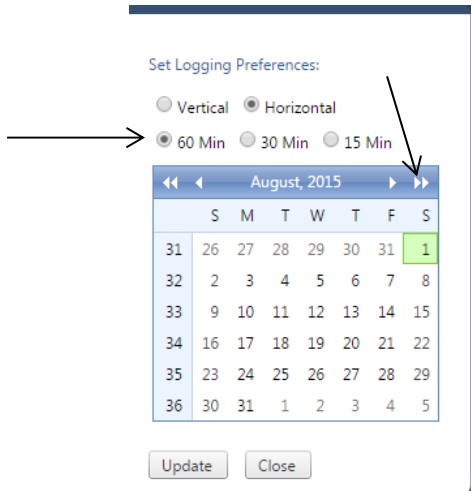 Set Logging Preferences:
Vertical Horizontal
60 Min 30 Min 15 Min
August, 2015
S M T W T F S
31 26 27 28 29 30 31 1
32 2 3 4 5 6 7 8
33 9 10 11 12 13 14 15
34 16 17 18 19 20 21 22
35 23 24 25 26 27 28 29
36 30 31 1 2 3 4 5
Update Close